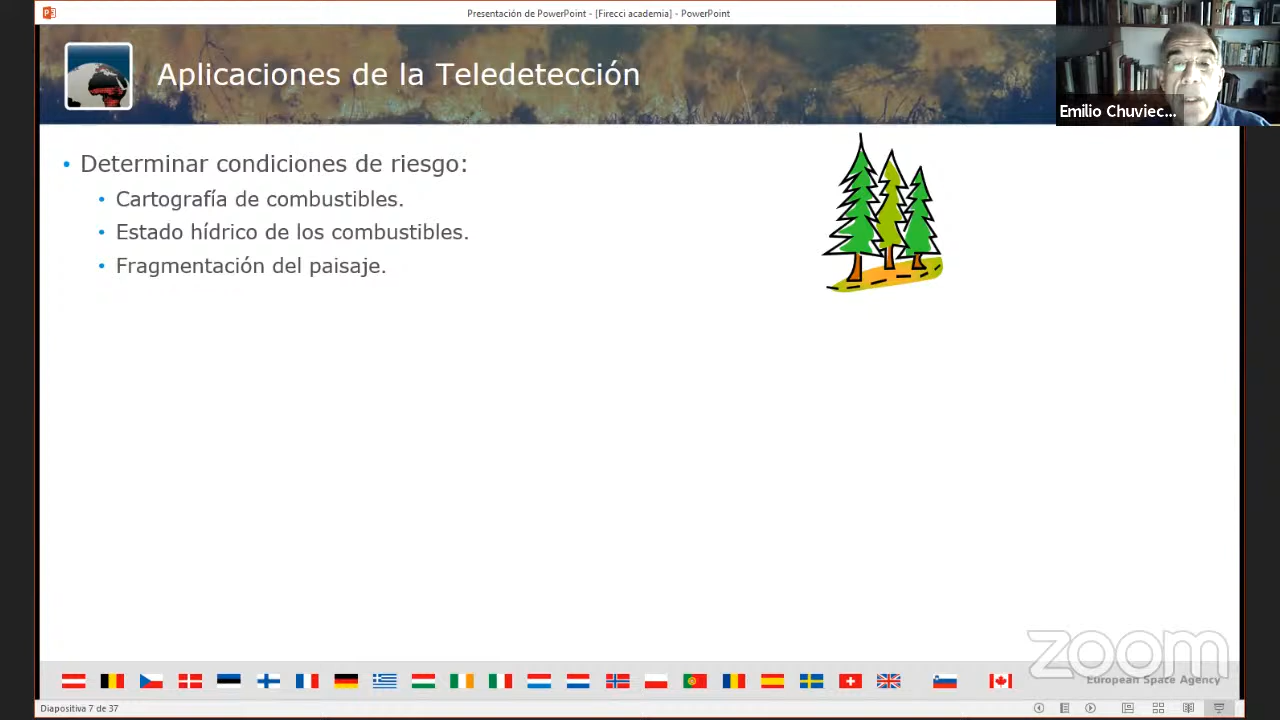 Presentación de PowerPoint - [Firecci academia] - PowerPoint
Aplicaciones de la Teledetección
Emilio Chuviec...
• Determinar condiciones de riesgo:
• Cartografía de combustibles.
• Estado hídrico de los combustibles.
• Fragmentación del paisaje.
zoom
European Space Agency
Diapositiva 7 de 37